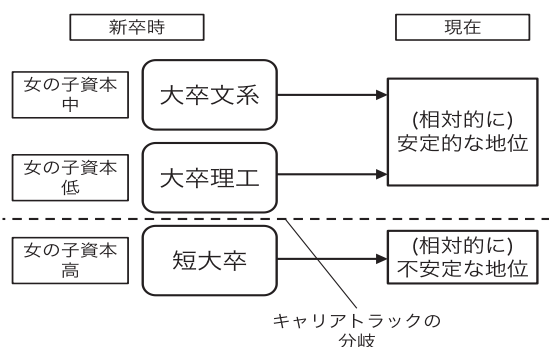 新卒時
現在
女の子資本
中
大卒文系
(相対的に)
安定的な地位
女の子資本
低
大卒理工
女の子資本
高
短大卒
(相対的に)
不安定な地位
キャリアトラックの
分岐